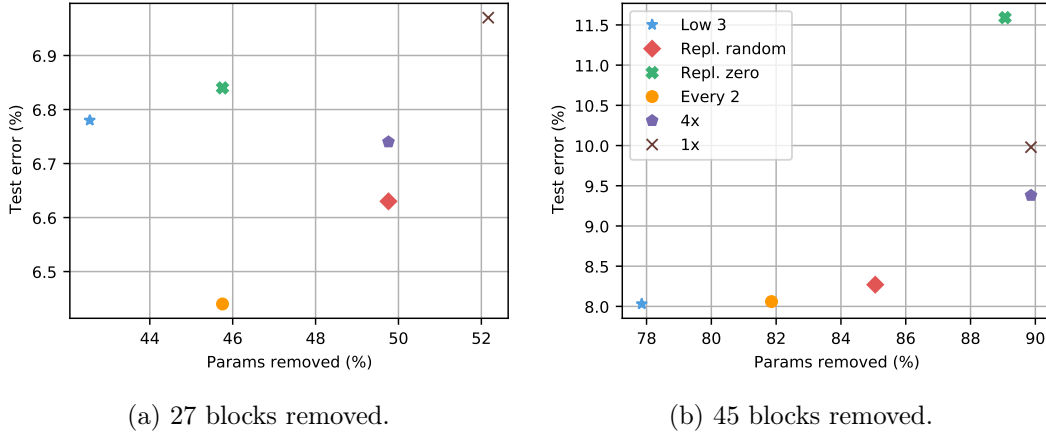 6.9
6.8
6.7
6.6
6.5
Test error (%)
44 46 48 50 52
Params removed (%)
(a) 27 blocks removed.
11.5
11.0
10.5
10.0
9.5
9.0
8.5
8.0
Test error (%)
Low 3
Repl. random
Repl. zero
Every 2
4x
1x
78 80 82 84 86 88 90
Params removed (%)
(b) 45 blocks removed.